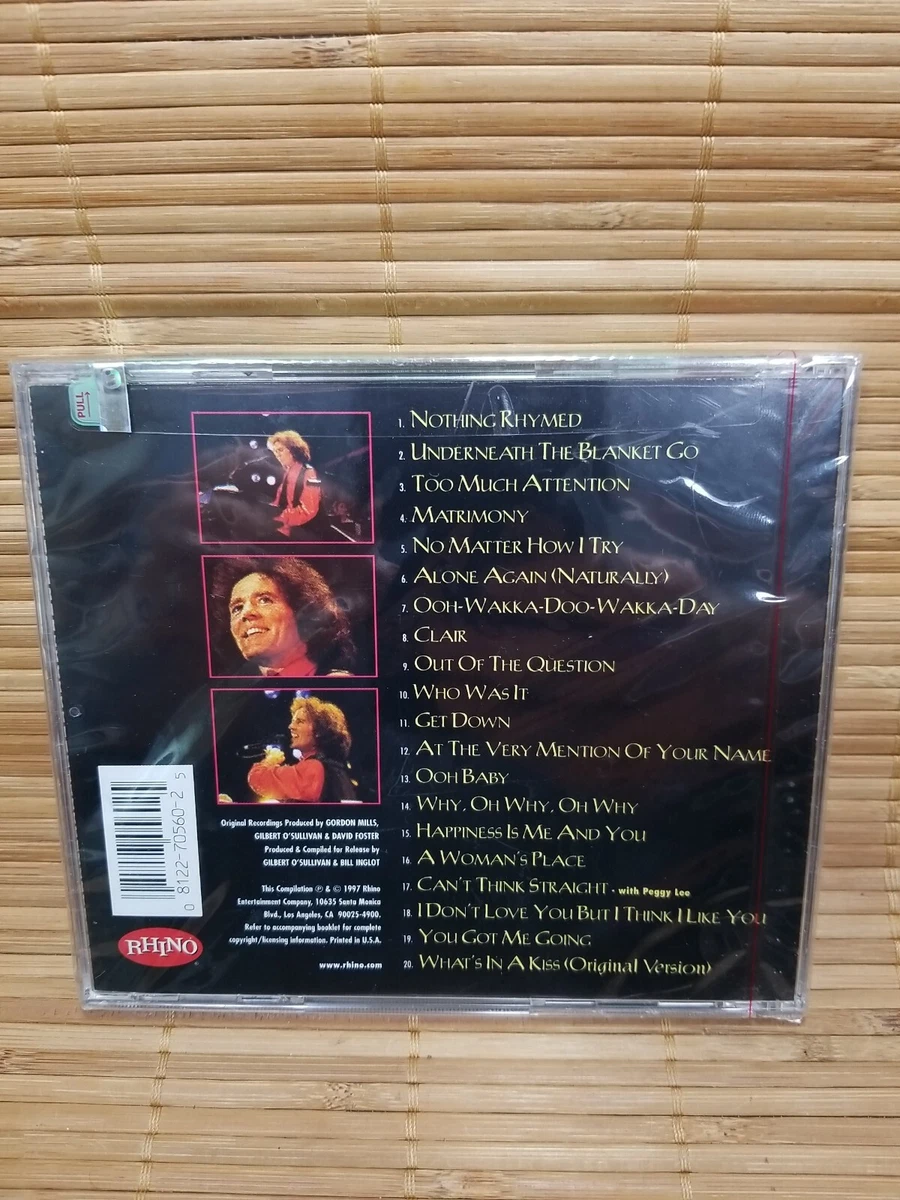 PULL
1. NOTHING RHYMED
2. UNDERNEATH THE BLANKET GO
3. TOO MUCH ATTENTION
4. MATRIMONY
5. NO MATTER HOW I TRY
6. ALONE AGAIN (NATURALLY)
7. OOH-WAKKA-DOO-WAKKA-DAY
8. CLAIR
9. OUT OF THE QUESTION
10. WHO WAS IT
11. GET DOWN
12. AT THE VERY MENTION OF YOUR NAME
13. OOH BABY
14. WHY, OH WHY, OH WHY
15. HAPPINESS IS ME AND YOU
16. A WOMAN'S PLACE
17. CAN'T THINK STRAIGHT - with Peggy Lee
18. I DON'T LOVE YOU BUT I THINK I LIKE YOU
19. YOU GOT ME GOING
20. WHAT'S IN A KISS (Original Version)
Original Recordings Produced by GORDON MILLS,
GILBERT O'SULLIVAN & DAVID FOSTER
Produced & Compiled for Release by
GILBERT O'SULLIVAN & BILL INGLOT
This Compilation ℗ & © 1997 Rhino
Entertainment Company, 10635 Santa Monica
Blvd., Los Angeles, CA 90025-4900.
Refer to accompanying booklet for complete
copyright/licensing information. Printed in U.S.A.
www.rhino.com
0 8122-70560-2 5
RHINO